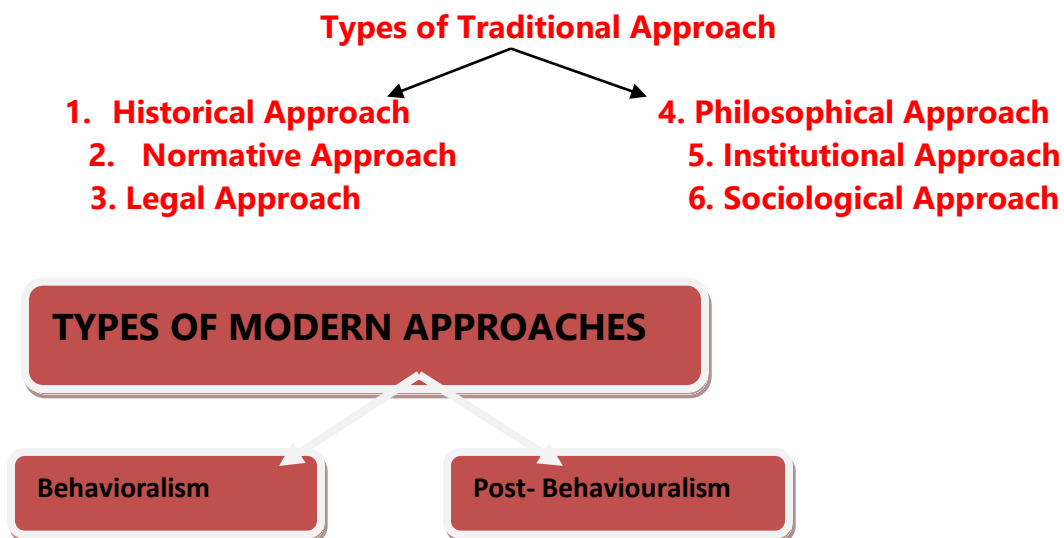 Types of Traditional Approach
1. Historical Approach
2. Normative Approach
3. Legal Approach
4. Philosophical Approach
5. Institutional Approach
6. Sociological Approach
TYPES OF MODERN APPROACHES
Behavioralism
Post- Behaviouralism